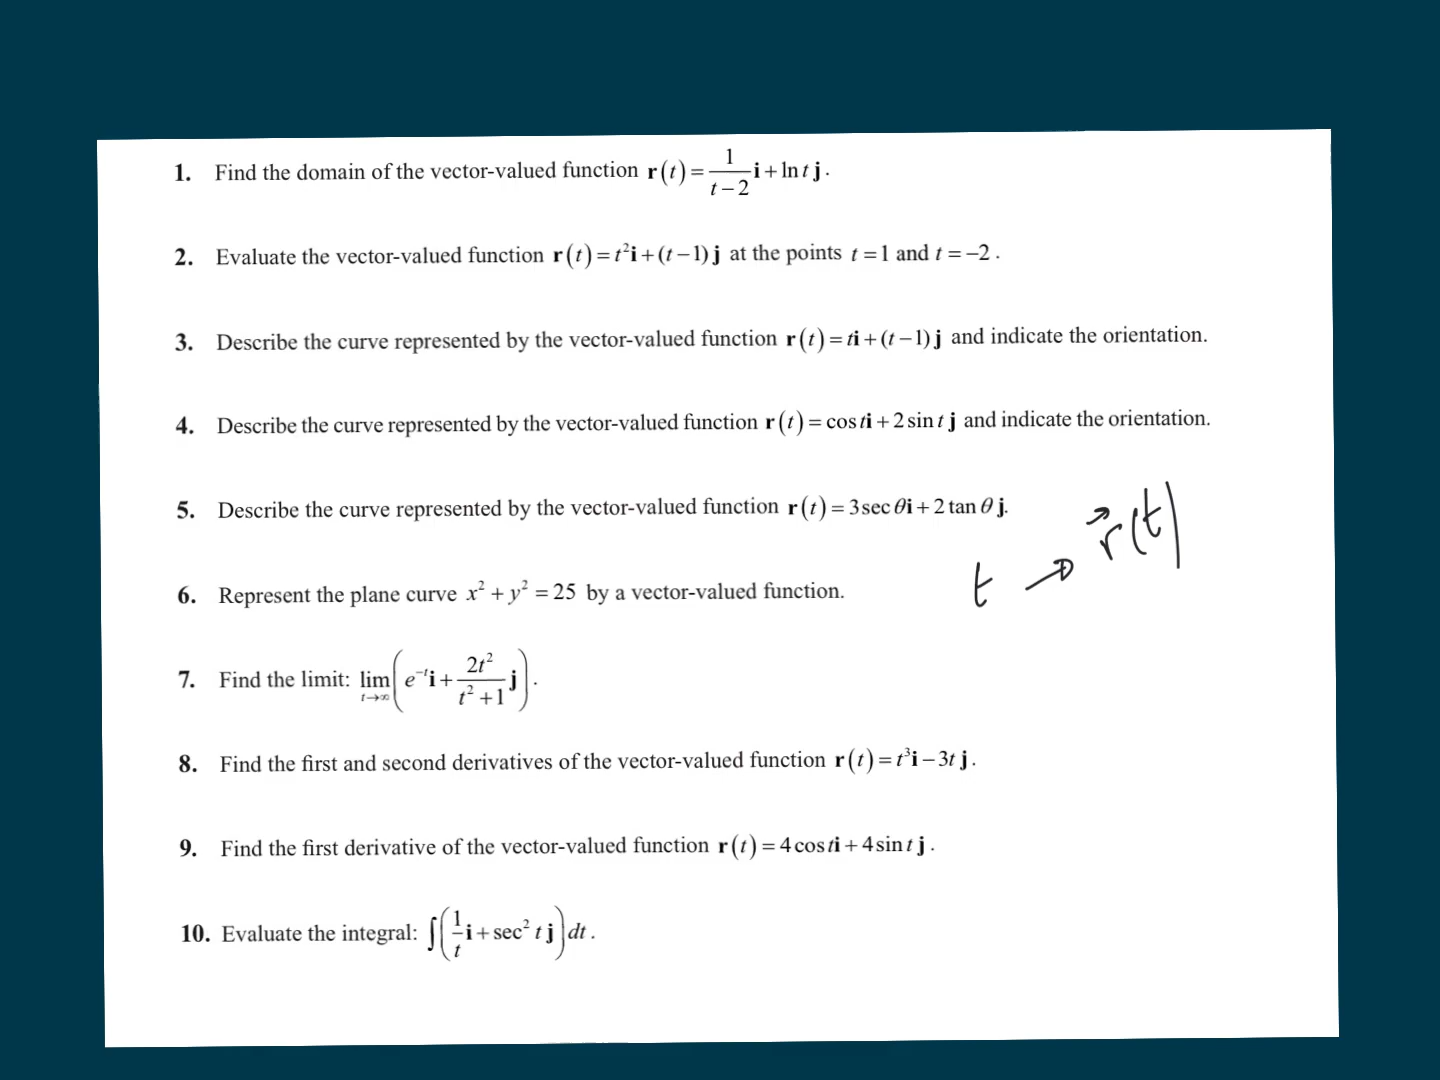 1. Find the domain of the vector-valued function r(t) = 1/(t−2) i + ln t j.
2. Evaluate the vector-valued function r(t) = t²i + (t−1) j at the points t = 1 and t = −2.
3. Describe the curve represented by the vector-valued function r(t) = ti + (t−1) j and indicate the orientation.
4. Describe the curve represented by the vector-valued function r(t) = cos ti + 2 sin t j and indicate the orientation.
5. Describe the curve represented by the vector-valued function r(t) = 3 sec θi + 2 tan θ j.
t → r⃗(t)
6. Represent the plane curve x² + y² = 25 by a vector-valued function.
7. Find the limit: lim t→∞ (e⁻ᵗi + 2t²/(t²+1) j).
8. Find the first and second derivatives of the vector-valued function r(t) = t³i − 3t j.
9. Find the first derivative of the vector-valued function r(t) = 4 cos ti + 4 sin t j.
10. Evaluate the integral: ∫(1/t i + sec² t j) dt.